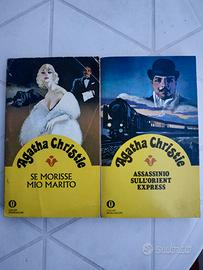 Agatha Christie
SE MORISSE
MIO MARITO
Agatha Christie
ASSASSINIO
SULL'ORIENT
EXPRESS